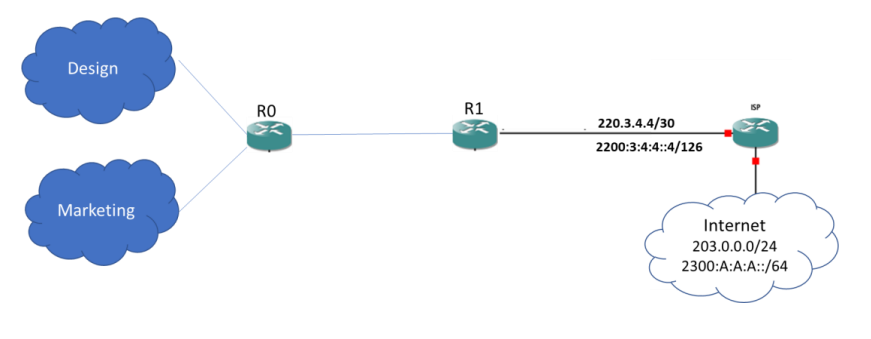 Design
R0
R1
ISP
220.3.4.4/30
2200:3:4:4::4/126
Marketing
Internet
203.0.0.0/24
2300:A:A:A::/64